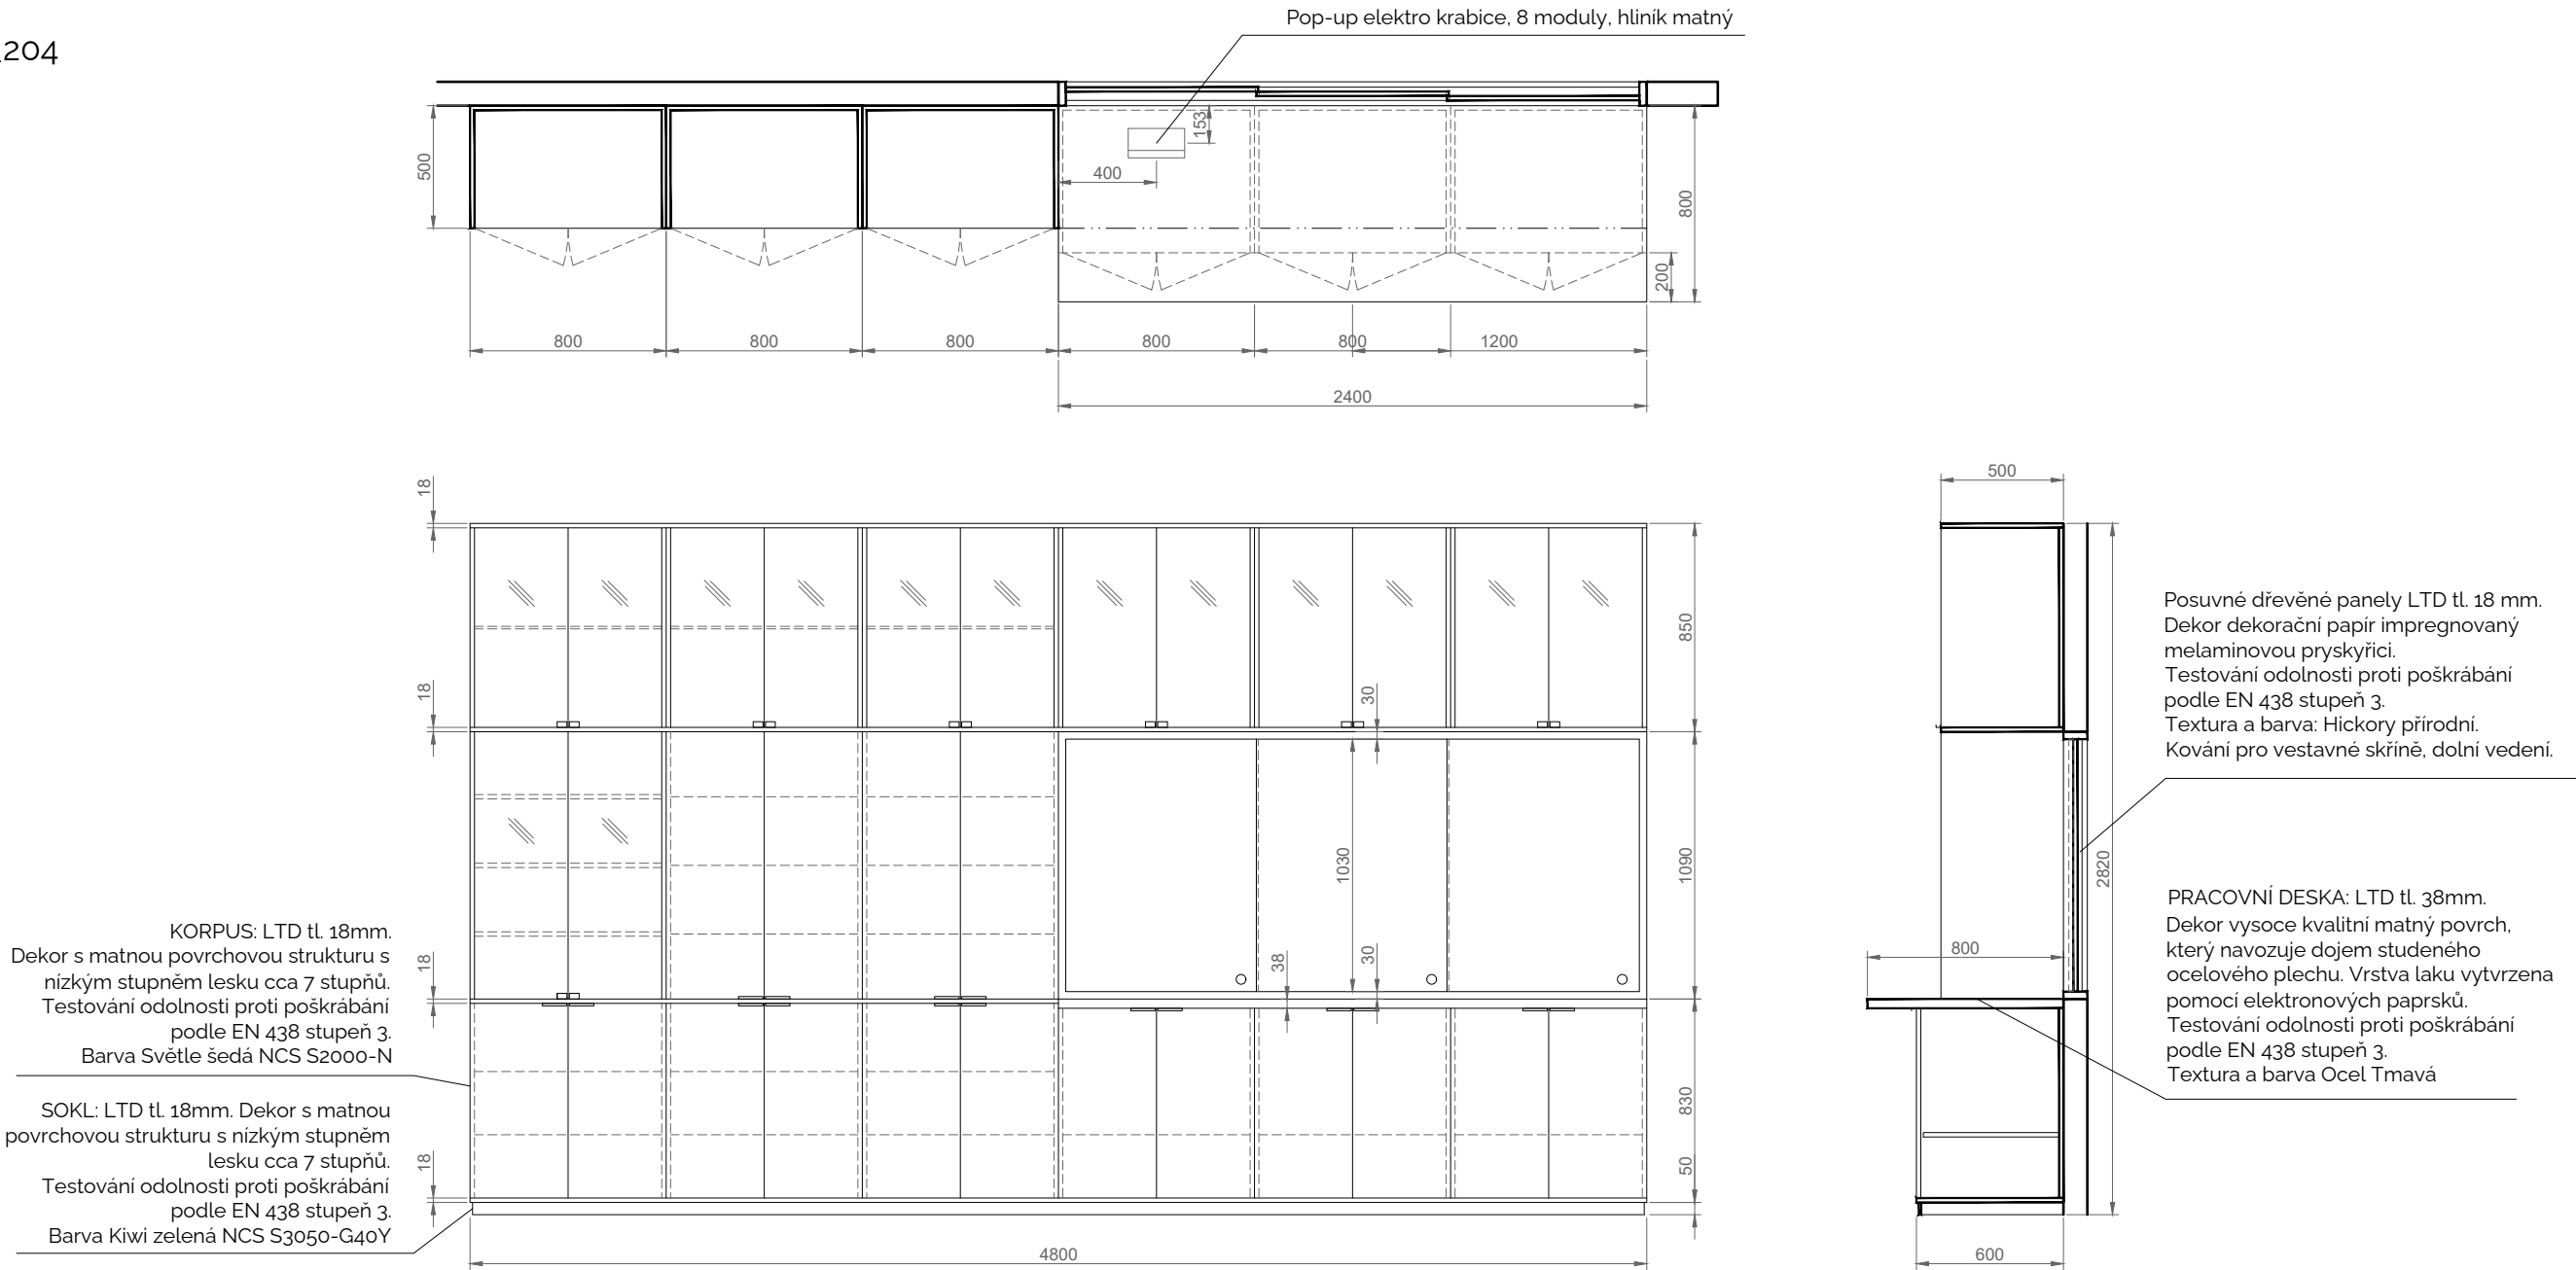 _204
Pop-up elektro krabice, 8 moduly, hliník matný
500
153
400
800
200
800
800
800
800
800
1200
2400
18
18
18
18
30
1030
38
30
850
1090
830
50
4800
500
2820
800
600
KORPUS: LTD tl. 18mm.
Dekor s matnou povrchovou strukturu s
nízkým stupněm lesku cca 7 stupňů.
Testování odolnosti proti poškrábání
podle EN 438 stupeň 3.
Barva Světle šedá NCS S2000-N
SOKL: LTD tl. 18mm. Dekor s matnou
povrchovou strukturu s nízkým stupněm
lesku cca 7 stupňů.
Testování odolnosti proti poškrábání
podle EN 438 stupeň 3.
Barva Kiwi zelená NCS S3050-G40Y
Posuvné dřevěné panely LTD tl. 18 mm.
Dekor dekorační papír impregnovaný
melaminovou pryskyřici.
Testování odolnosti proti poškrábání
podle EN 438 stupeň 3.
Textura a barva: Hickory přírodní.
Kování pro vestavné skříně, dolní vedení.
PRACOVNÍ DESKA: LTD tl. 38mm.
Dekor vysoce kvalitní matný povrch,
který navozuje dojem studeného
ocelového plechu. Vrstva laku vytvrzena
pomocí elektronových paprsků.
Testování odolnosti proti poškrábání
podle EN 438 stupeň 3.
Textura a barva Ocel Tmavá